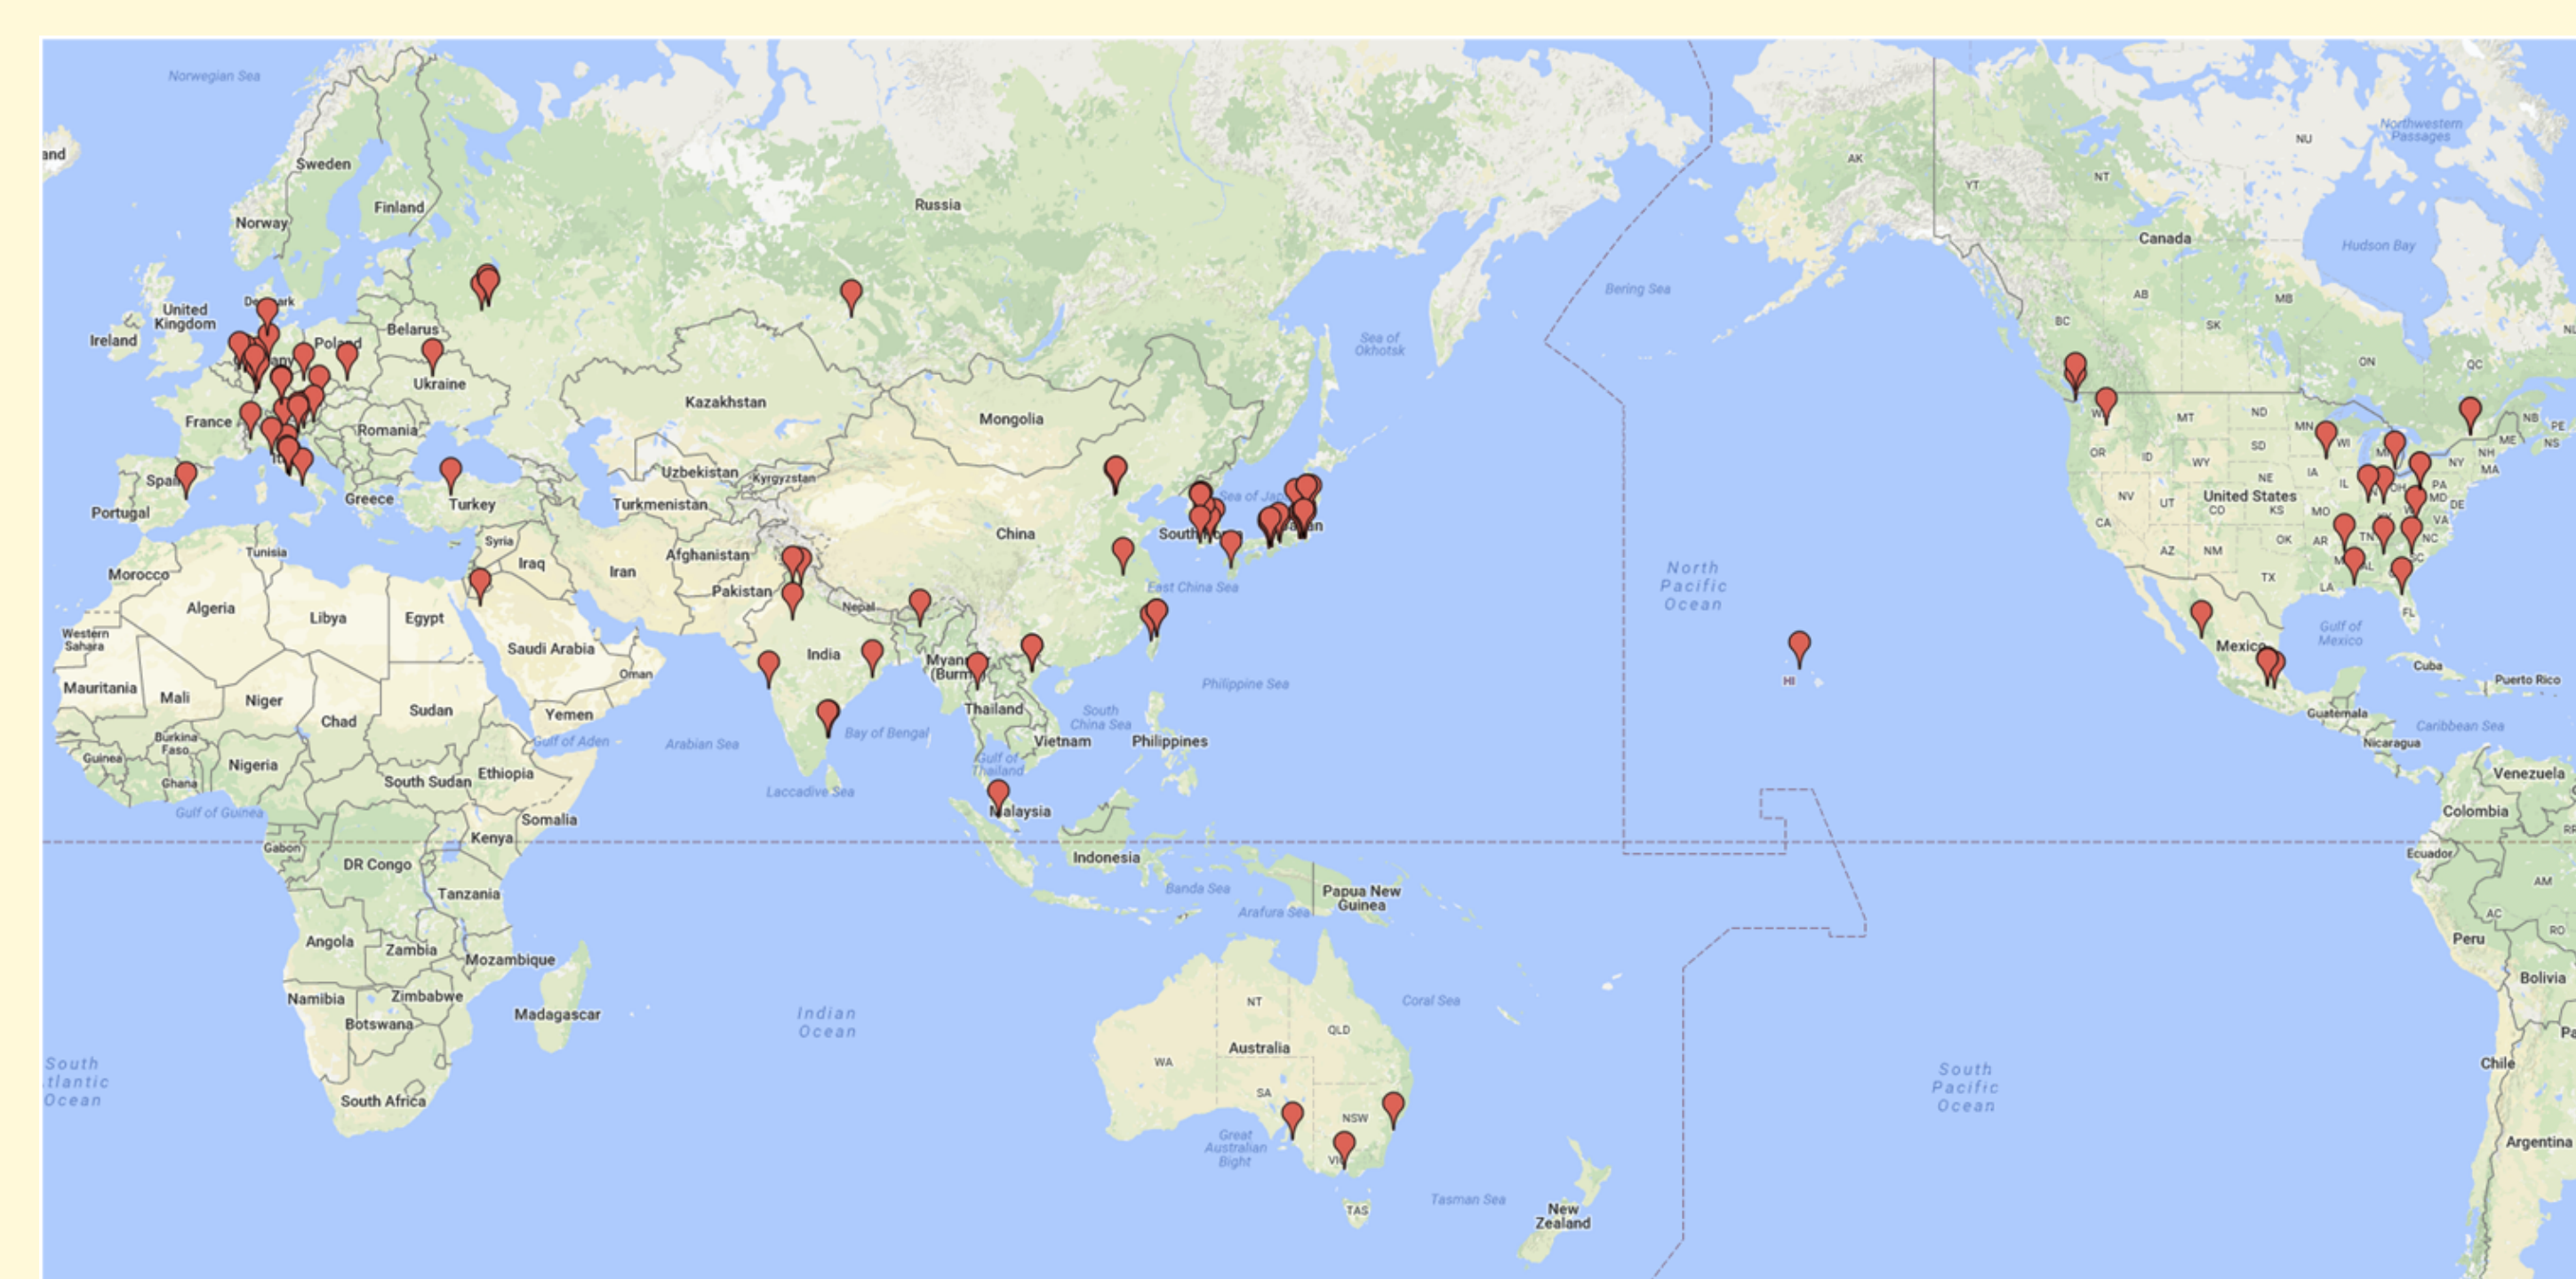 Norwegian Sea
and
Sweden
Finland
Norway
Russia
United
Kingdom
Ireland
Belarus
Poland
Ukraine
France
Romania
Spain
Portugal
Greece
Turkey
Kazakhstan
Mongolia
Uzbekistan
Kyrgyzstan
Turkmenistan
China
Syria
Iraq
Iran
Afghanistan
Pakistan
Nepal
Tunisia
Morocco
Algeria
Libya
Egypt
Western
Sahara
Saudi Arabia
Oman
India
Mauritania
Mali
Niger
Chad
Sudan
Yemen
Burkina
Faso
Guinea
Ghana
Nigeria
South Sudan
Ethiopia
Gulf of Aden
Gulf of Guinea
Somalia
Gabon
Kenya
DR Congo
Tanzania
Angola
Zambia
Mozambique
Namibia
Zimbabwe
Botswana
Madagascar
South Africa
South
tlantic
Ocean
Arabian Sea
Laccadive Sea
Bay of Bengal
Thailand
Gulf of
Thailand
Vietnam
South
China Sea
Philippines
Philippine Sea
East China Sea
Malaysia
Indonesia
Banda Sea
Arafura Sea
Papua New
Guinea
Indian
Ocean
Sea of
Okhotsk
Bering Sea
North
Pacific
Ocean
Coral Sea
NT
QLD
Australia
WA
SA
NSW
Great
Australian
Bight
TAS
Tasman Sea
New
Zealand
South
Pacific
Ocean
HI
AK
YT
NT
NU
Northwestern
Passages
Canada
Hudson Bay
BC
AB
SK
MB
ON
QC
NB
PE
NS
ME
NH
MA
NY
PA
MD
DE
VA
NC
SC
MT
ND
MN
WI
SD
OR
ID
WY
IA
NE
IL
OH
NV
UT
United States
CO
KS
MO
CA
AZ
NM
OK
AR
TN
TX
LA
FL
Mexico
Gulf of
Mexico
Cuba
Puerto Rico
Guatemala
Caribbean Sea
Nicaragua
Venezuela
Colombia
Ecuador
AM
AC
RO
Peru
Bolivia
Chile
Argentina